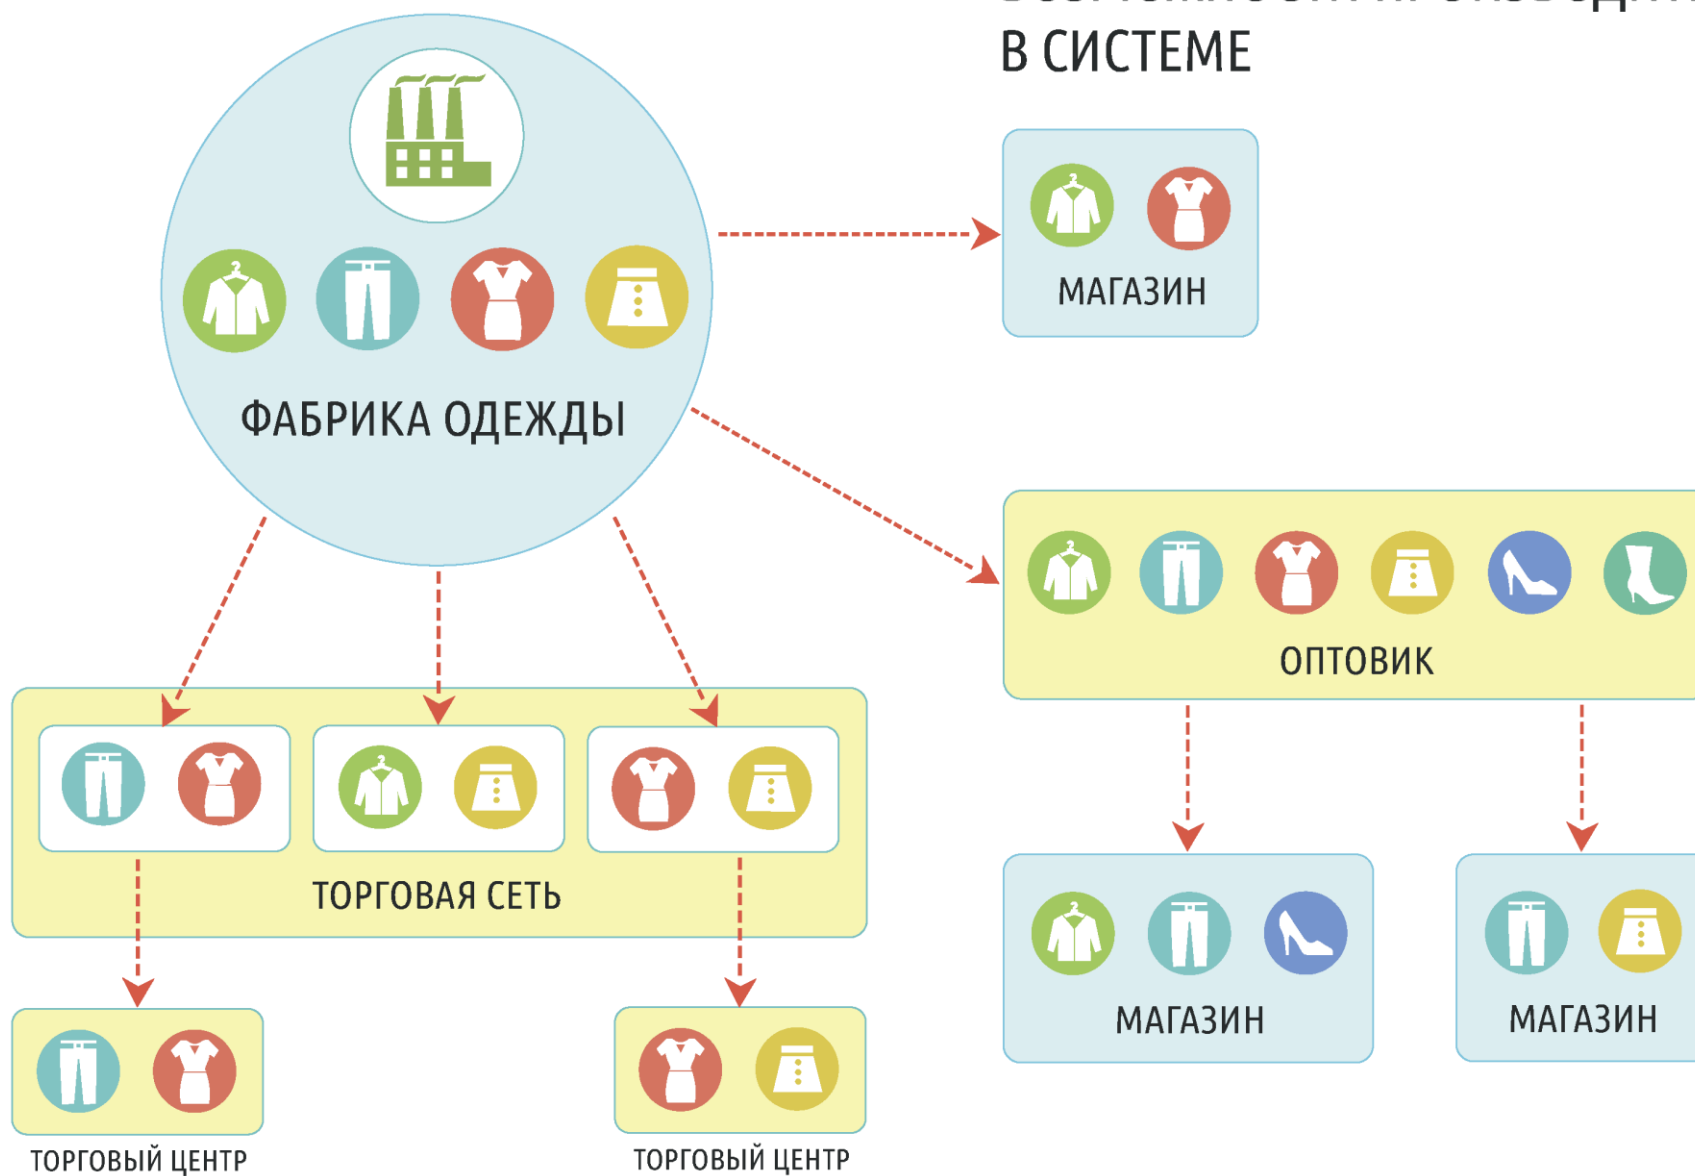 В СИСТЕМЕ
МАГАЗИН
ФАБРИКА ОДЕЖДЫ
ОПТОВИК
ТОРГОВАЯ СЕТЬ
МАГАЗИН
МАГАЗИН
ТОРГОВЫЙ ЦЕНТР
ТОРГОВЫЙ ЦЕНТР